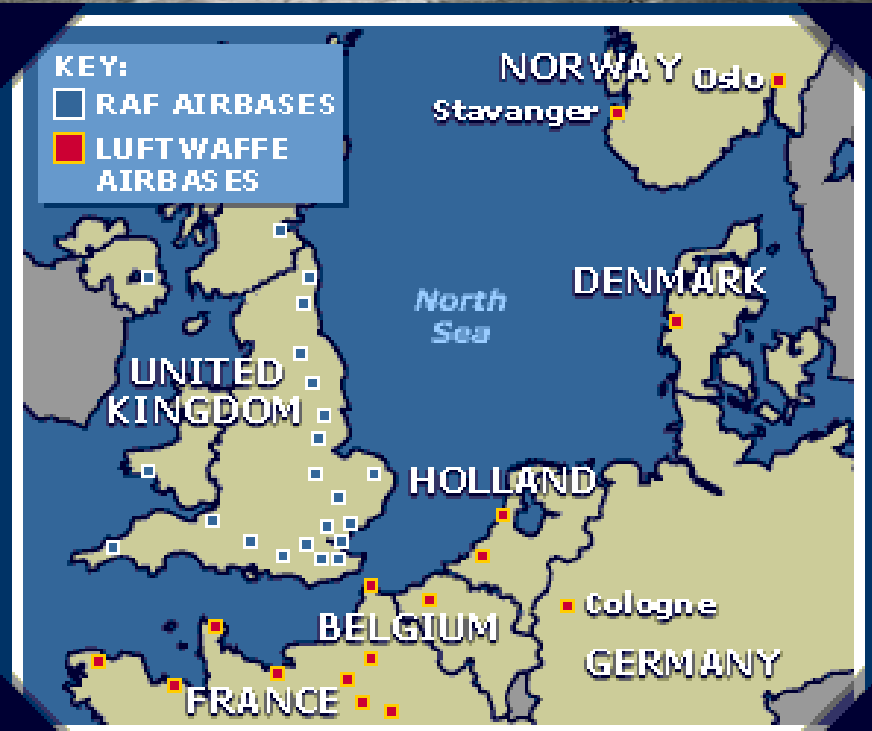 KEY:
RAF AIRBASES
LUFTWAFFE
AIRBASES
NORWAY
Oslo
Stavanger
DENMARK
North
Sea
UNITED
KINGDOM
HOLLAND
Cologne
BELGIUM
GERMANY
FRANCE